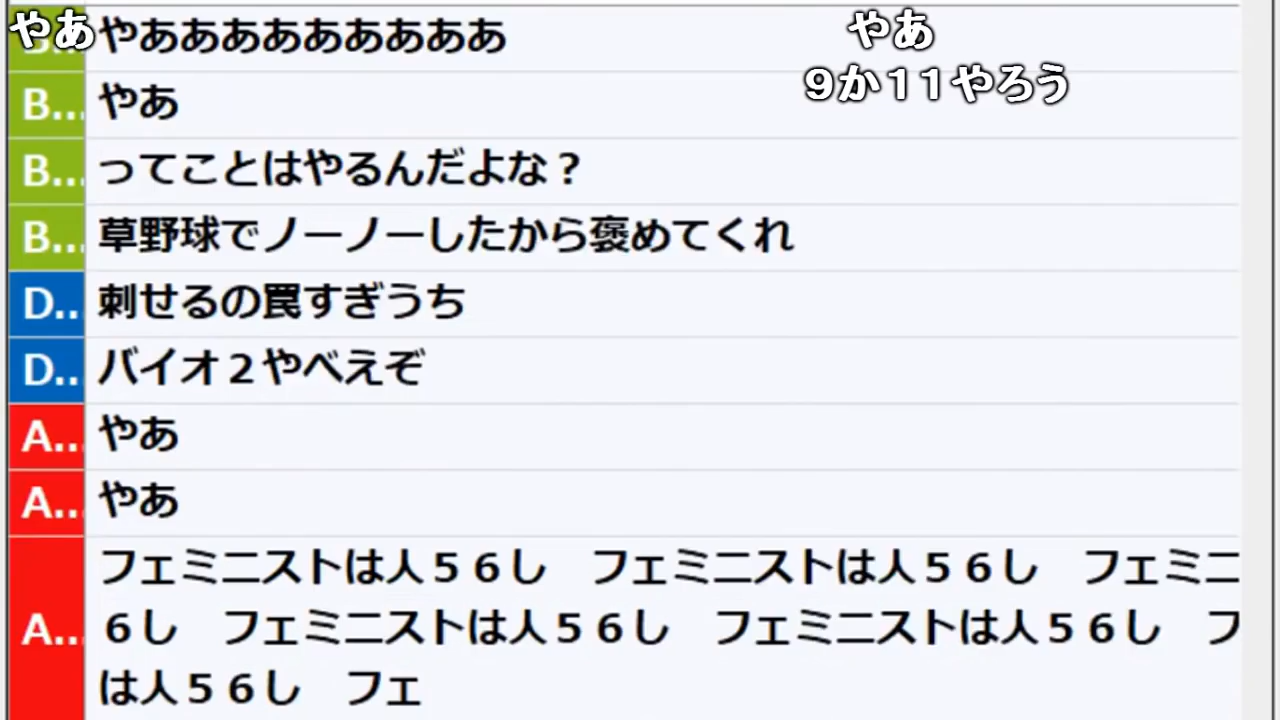 やあ
B... やあああああああああ
やあ
9か11やろう
B... やあ
B... ってことはやるんだよな？
B... 草野球でノーノーしたから褒めてくれ
D.. 刺せるの罠すぎうち
D.. バイオ２やべえぞ
A... やあ
A... やあ
フェミニストは人５６し　フェミニストは人５６し　フェミニ
A... ６し　フェミニストは人５６し　フェミニストは人５６し　フ
は人５６し　フェ